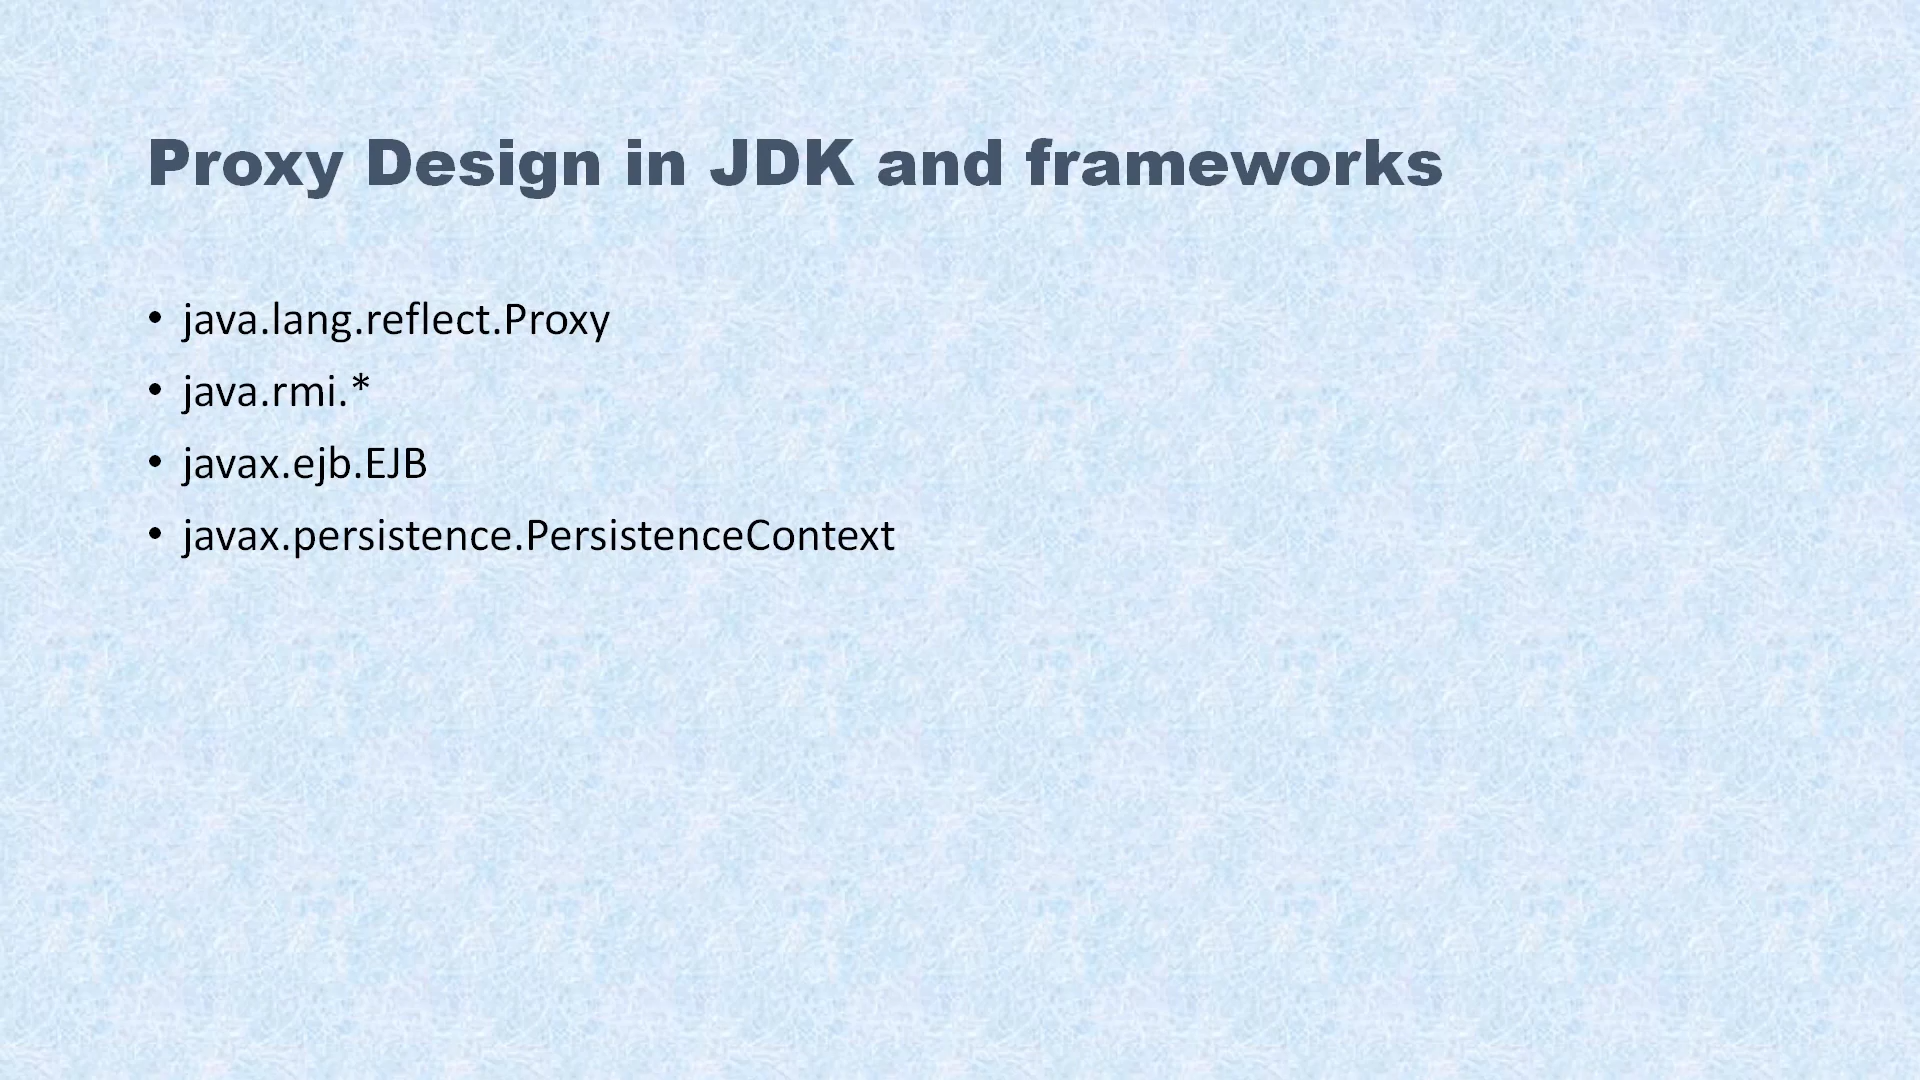 Proxy Design in JDK and frameworks
• java.lang.reflect.Proxy
• java.rmi.*
• javax.ejb.EJB
• javax.persistence.PersistenceContext